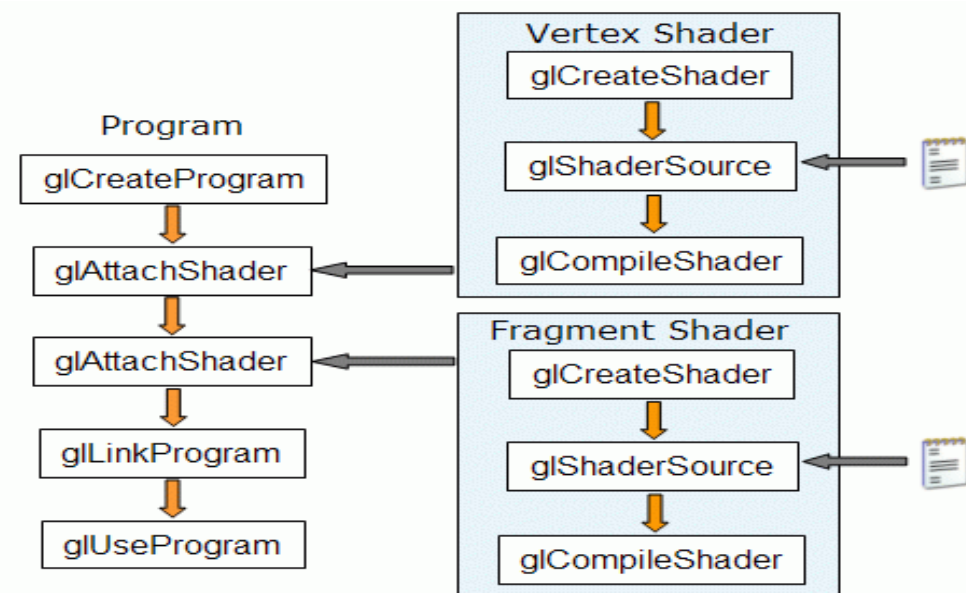 Program
glCreateProgram
glAttachShader
glAttachShader
glLinkProgram
glUseProgram
Vertex Shader
glCreateShader
glShaderSource
glCompileShader
Fragment Shader
glCreateShader
glShaderSource
glCompileShader